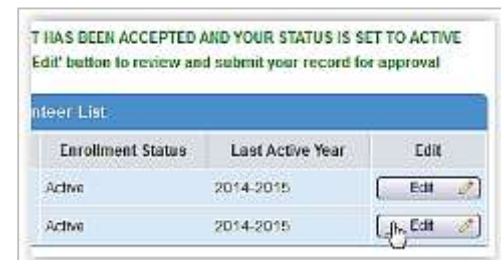 T HAS BEEN ACCEPTED AND YOUR STATUS IS SET TO ACTIVE
Edit' button to review and submit your record for approval
nteer List
Enrollment Status Last Active Year Edit
Active 2014-2015 Edit
Active 2014-2015 Edit